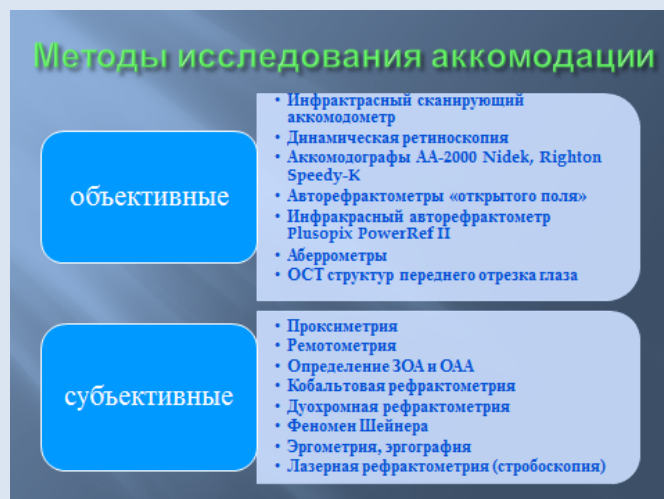 Методы исследования аккомодации
объективные
• Инфрактрасный сканирующий
аккомодометр
• Динамическая ретиноскопия
• Аккомодографы АА-2000 Nidek, Righton
Speedy-K
• Авторефрактометры «открытого поля»
• Инфракрасный авторефрактометр
Plusopix PowerRef II
• Аберрометры
• ОСТ структур переднего отрезка глаза
субъективные
• Проксиметрия
• Ремотометрия
• Определение ЗОА и ОАА
• Кобальтовая рефрактометрия
• Дуохромная рефрактометрия
• Феномен Шейнера
• Эргометрия, эргография
• Лазерная рефрактометрия (стробоскопия)